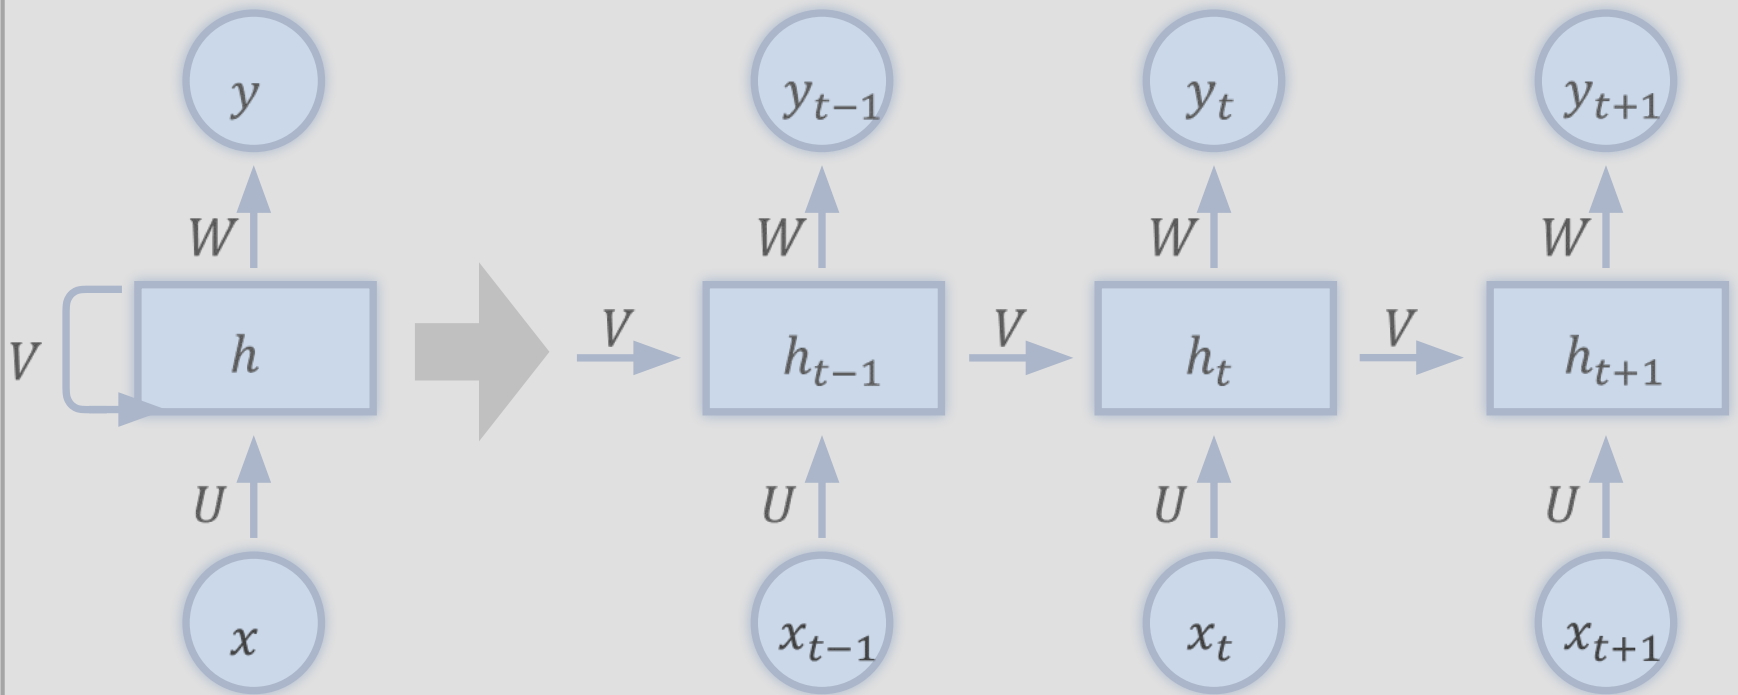 y y_{t-1} y_t y_{t+1}
W W W W
V h V h_{t-1} V h_t V h_{t+1}
U U U U
x x_{t-1} x_t x_{t+1}